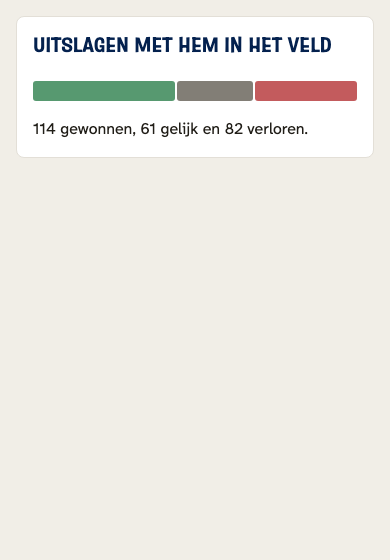 UITSLAGEN MET HEM IN HET VELD
114 gewonnen, 61 gelijk en 82 verloren.